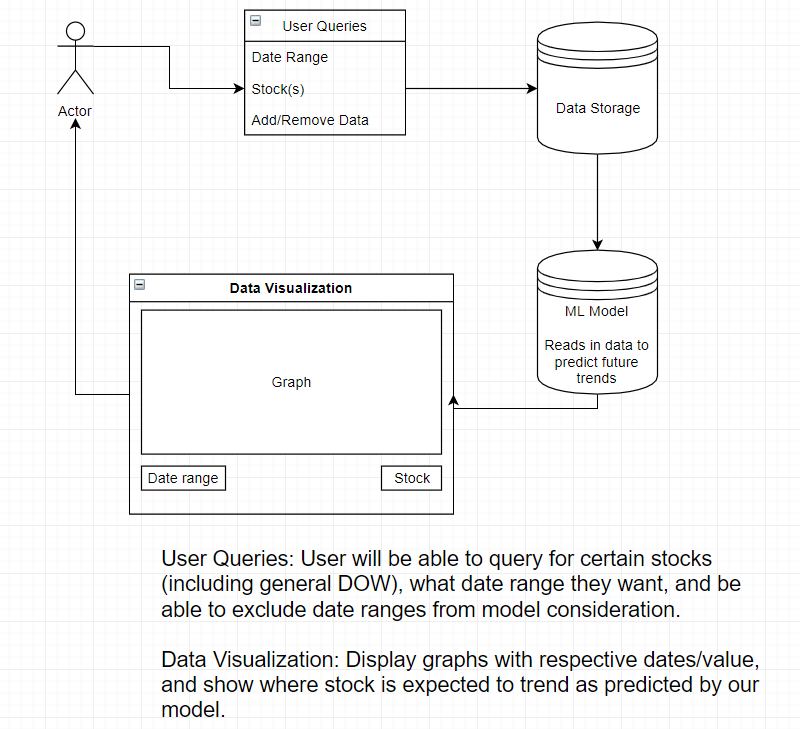 User Queries
Date Range
Stock(s)
Add/Remove Data
Actor
Data Storage
ML Model
Reads in data to
predict future
trends
Data Visualization
Graph
Date range
Stock
User Queries: User will be able to query for certain stocks
(including general DOW), what date range they want, and be
able to exclude date ranges from model consideration.
Data Visualization: Display graphs with respective dates/value,
and show where stock is expected to trend as predicted by our
model.